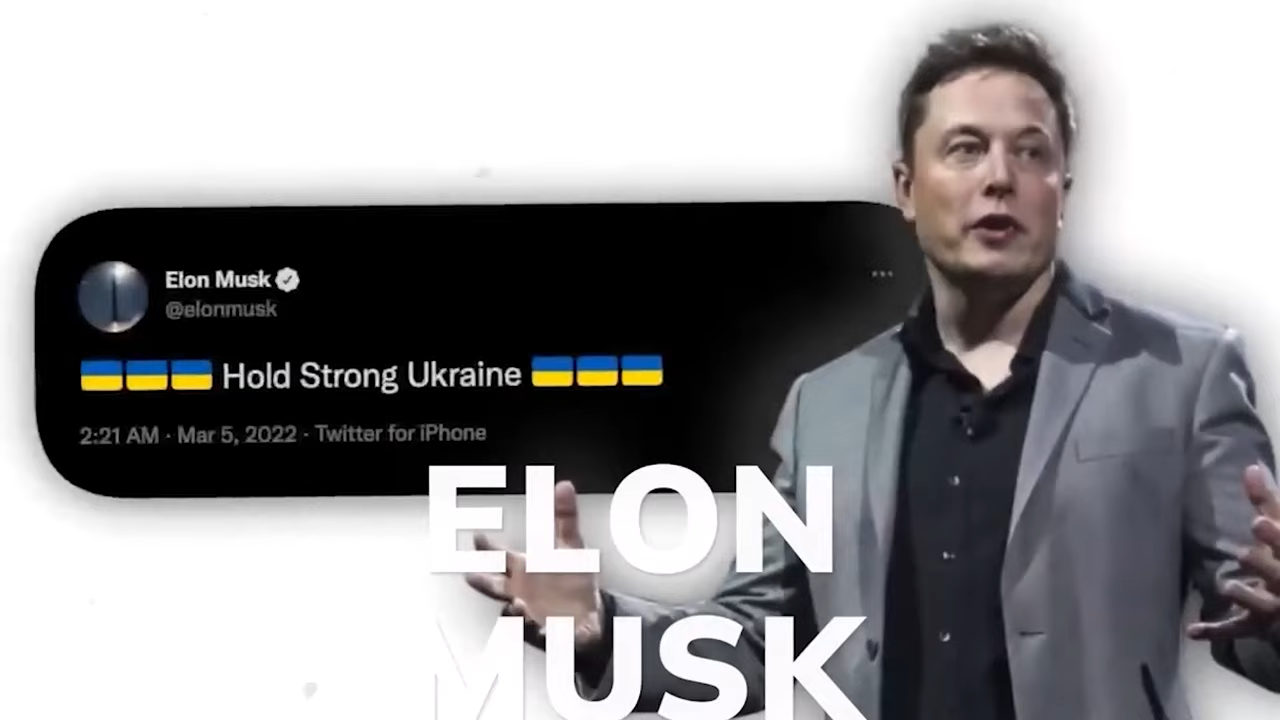 Elon Musk
@elonmusk
🇺🇦🇺🇦🇺🇦 Hold Strong Ukraine 🇺🇦🇺🇦🇺🇦
2:21 AM · Mar 5, 2022 · Twitter for iPhone
ELON
MUSK